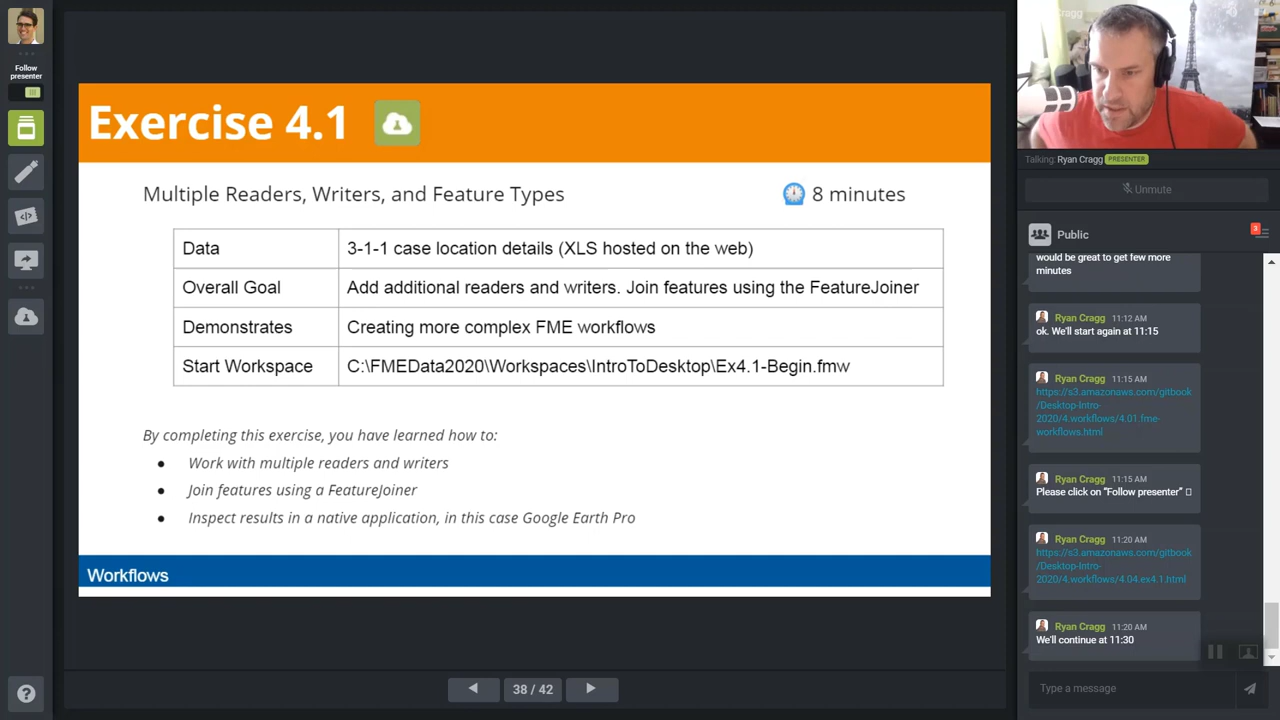 Follow
presenter
Exercise 4.1
Multiple Readers, Writers, and Feature Types
8 minutes
Data
3-1-1 case location details (XLS hosted on the web)
Overall Goal
Add additional readers and writers. Join features using the FeatureJoiner
Demonstrates
Creating more complex FME workflows
Start Workspace
C:\FMEData2020\Workspaces\IntroToDesktop\Ex4.1-Begin.fmw
By completing this exercise, you have learned how to:
● Work with multiple readers and writers
● Join features using a FeatureJoiner
● Inspect results in a native application, in this case Google Earth Pro
Workflows
38 / 42
?
Cragg
Talking: Ryan Cragg PRESENTER
Unmute
Public
3
would be great to get few more
minutes
Ryan Cragg 11:12 AM
ok. We'll start again at 11:15
Ryan Cragg 11:15 AM
https://s3.amazonaws.com/gitbook
/Desktop-Intro-
2020/4.workflows/4.01.fme-
workflows.html
Ryan Cragg 11:15 AM
Please click on "Follow presenter"
Ryan Cragg 11:20 AM
https://s3.amazonaws.com/gitbook
/Desktop-Intro-
2020/4.workflows/4.04.ex4.1.html
Ryan Cragg 11:20 AM
We'll continue at 11:30
Type a message